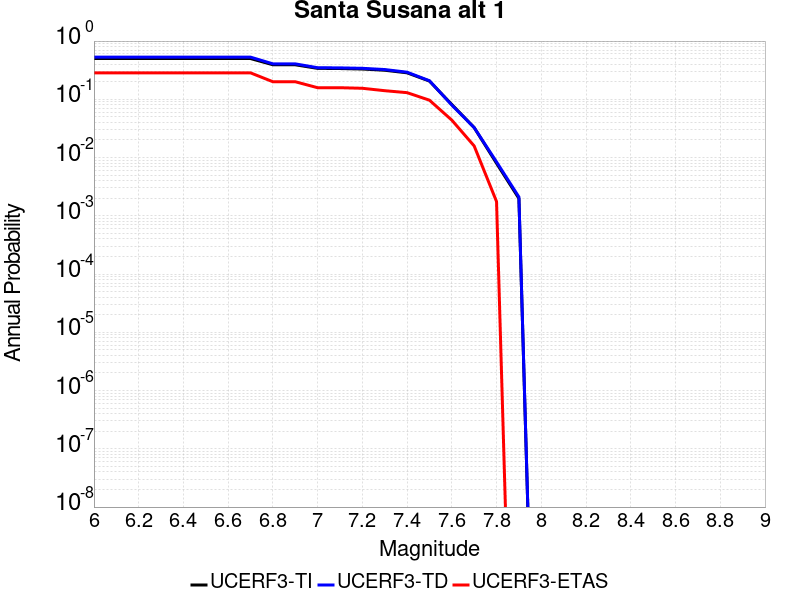 Santa Susana alt 1
10^0
10^-1
10^-2
10^-3
10^-4
10^-5
10^-6
10^-7
10^-8
Annual Probability
6 6.2 6.4 6.6 6.8 7 7.2 7.4 7.6 7.8 8 8.2 8.4 8.6 8.8 9
Magnitude
UCERF3-TI UCERF3-TD UCERF3-ETAS